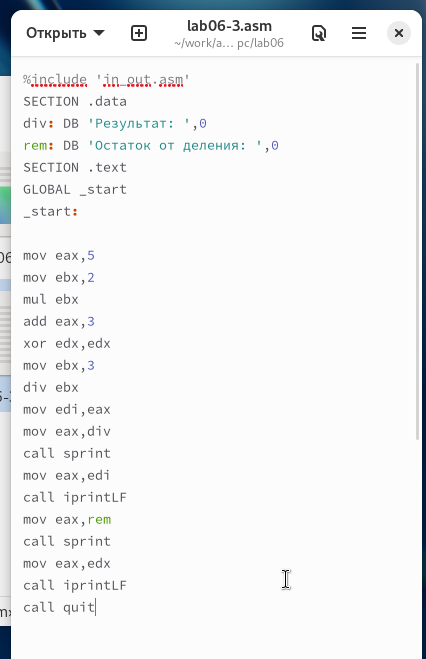 Открыть
lab06-3.asm
~/work/a... pc/lab06
%include 'in_out.asm'
SECTION .data
div: DB 'Результат: ',0
rem: DB 'Остаток от деления: ',0
SECTION .text
GLOBAL _start
_start:
mov eax,5
mov ebx,2
mul ebx
add eax,3
xor edx,edx
mov ebx,3
div ebx
mov edi,eax
mov eax,div
call sprint
mov eax,edi
call iprintLF
mov eax,rem
call sprint
mov eax,edx
call iprintLF
call quit